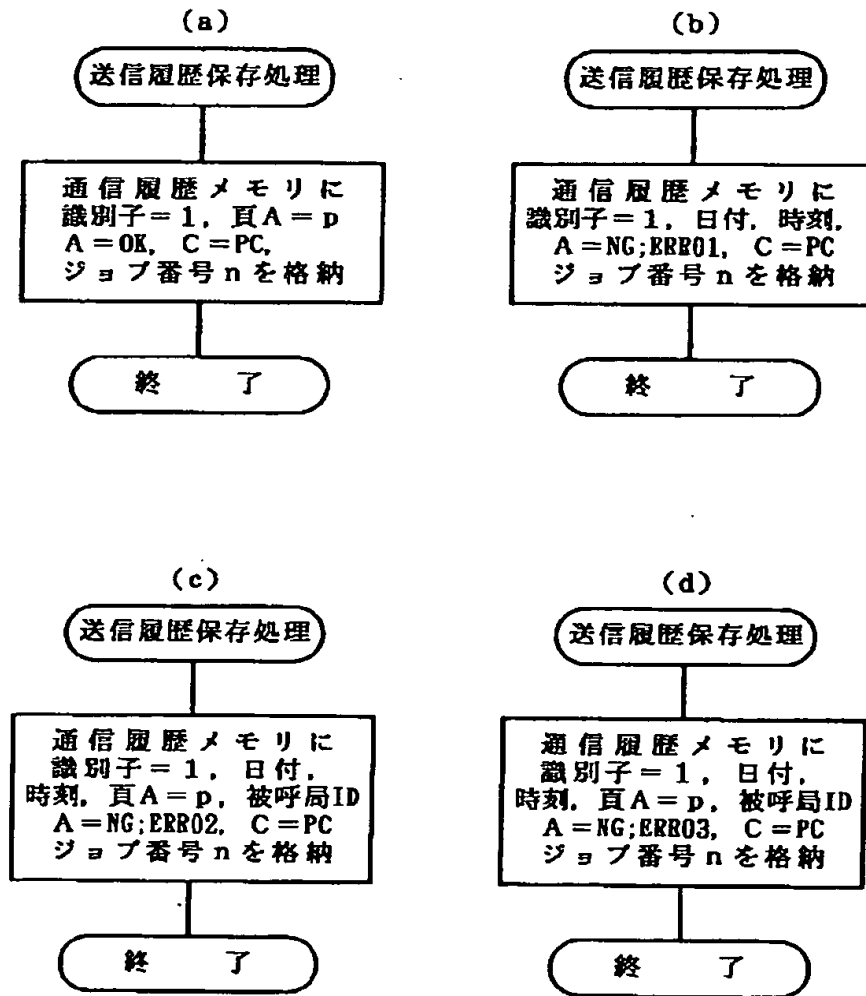 (a)
送信履歴保存処理
通信履歴メモリに
識別子=1, 頁A=p
A=OK, C=PC,
ジョブ番号nを格納
終 了
(b)
送信履歴保存処理
通信履歴メモリに
識別子=1, 日付, 時刻,
A=NG;ERR01, C=PC
ジョブ番号nを格納
終 了
(c)
送信履歴保存処理
通信履歴メモリに
識別子=1, 日付,
時刻, 頁A=p, 被呼局ID
A=NG;ERR02, C=PC
ジョブ番号nを格納
終 了
(d)
送信履歴保存処理
通信履歴メモリに
識別子=1, 日付,
時刻, 頁A=p, 被呼局ID
A=NG;ERR03, C=PC
ジョブ番号nを格納
終 了